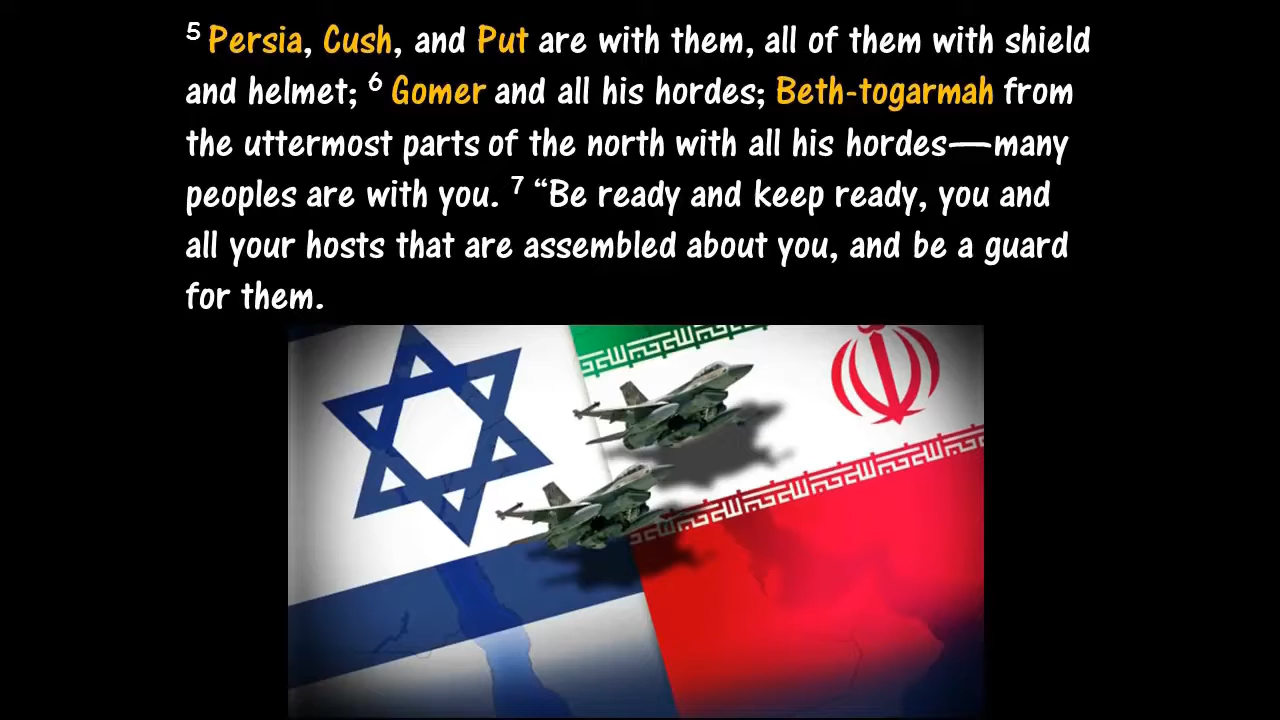 5 Persia, Cush, and Put are with them, all of them with shield
and helmet; 6 Gomer and all his hordes; Beth-togarmah from
the uttermost parts of the north with all his hordes—many
peoples are with you. 7 “Be ready and keep ready, you and
all your hosts that are assembled about you, and be a guard
for them.